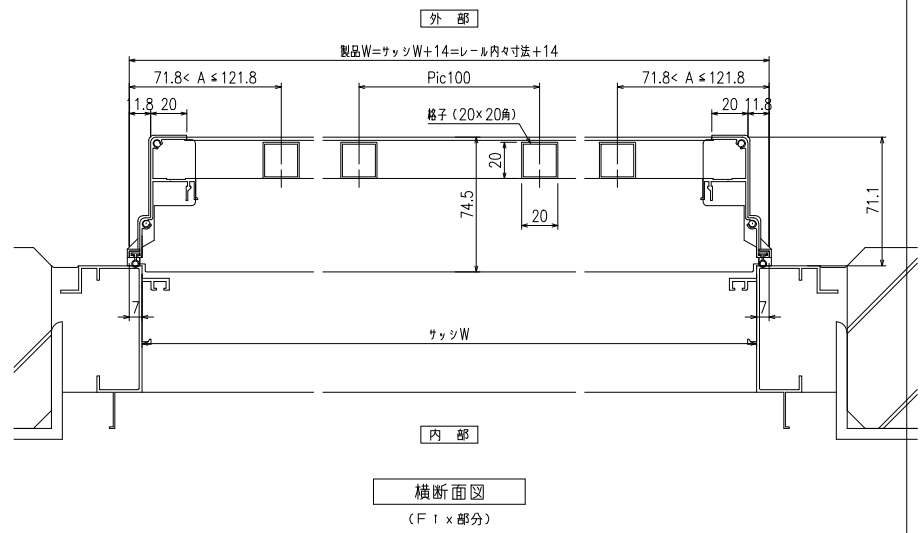 外 部
製品W=サッシW+14=レール内々寸法+14
71.8< A ≦121.8
Pic100
71.8< A ≦121.8
11.8
20
格子(20×20角)
20
11.8
20
74.5
20
71.1
7
7
サッシW
内 部
横断面図
(F1x部分)